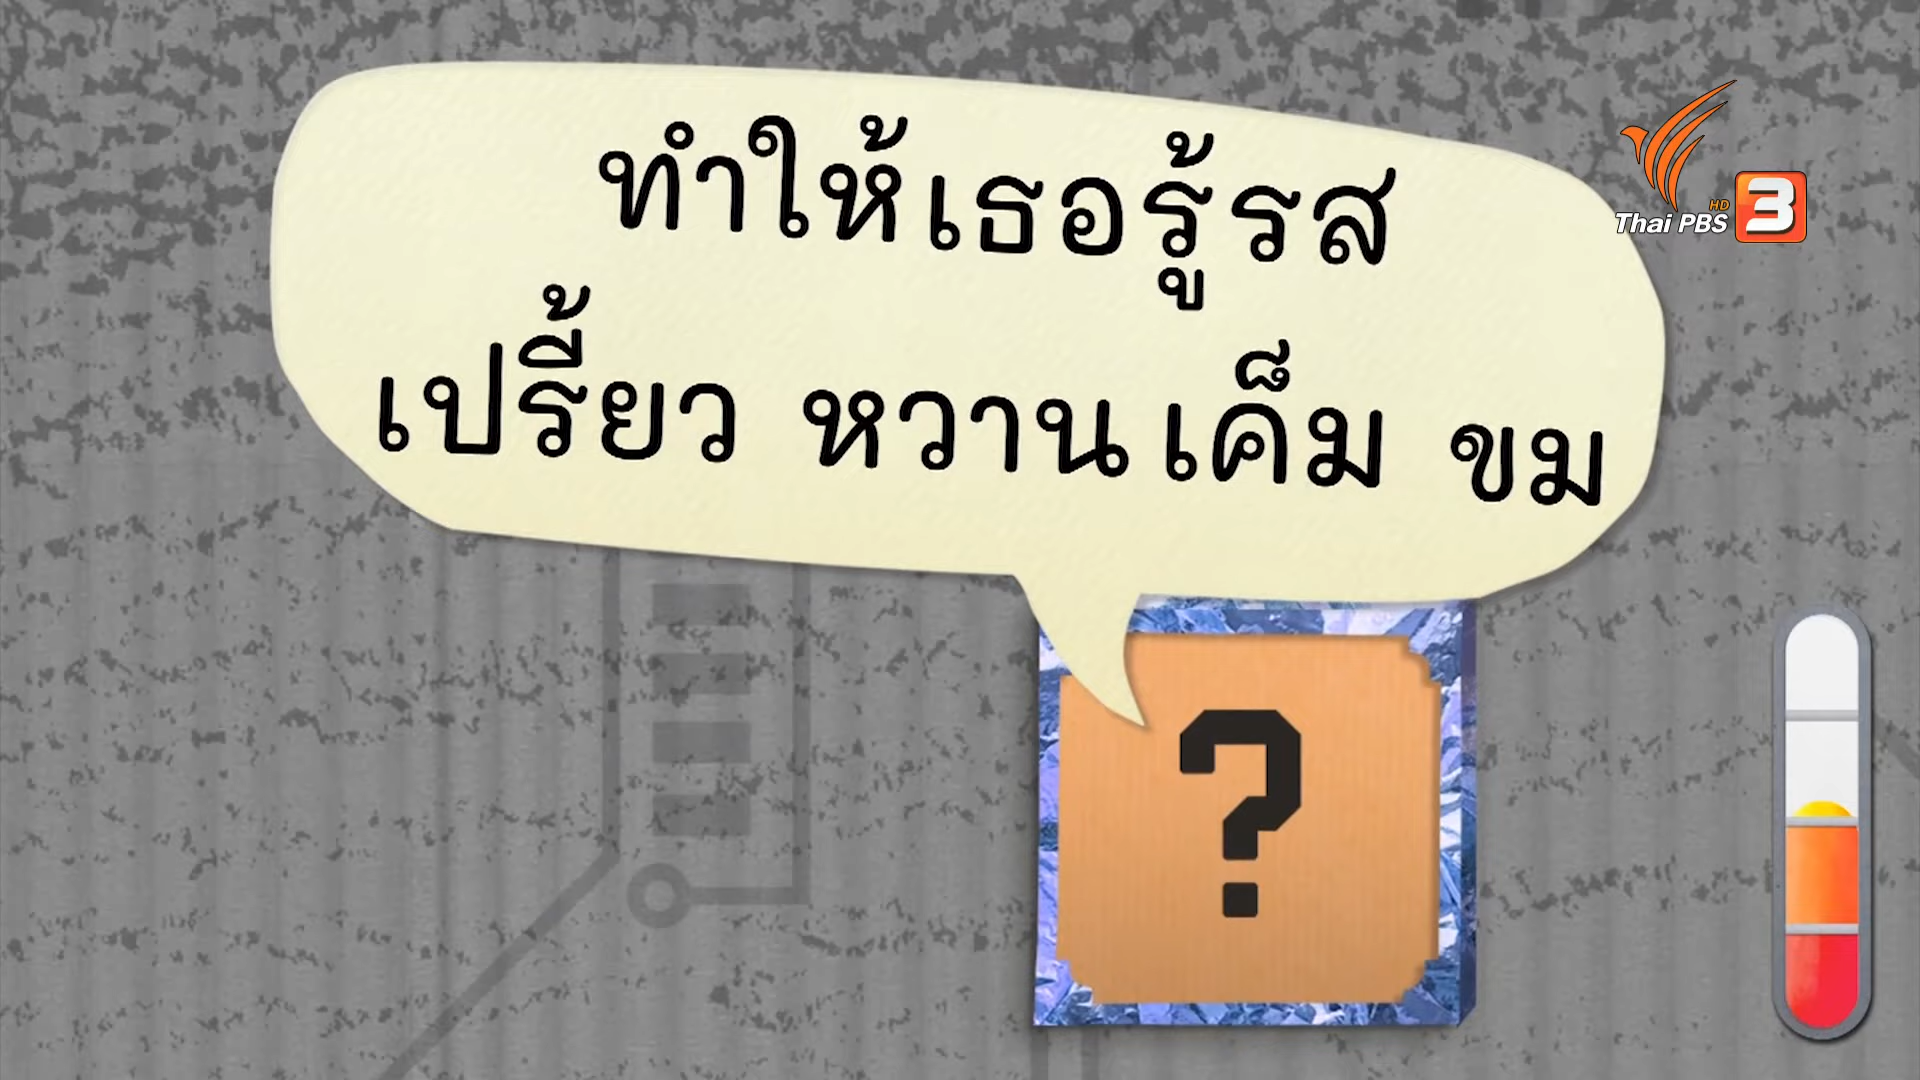 ทำให้เธอรู้รส
เปรี้ยว หวาน เค็ม ขม
HD
Thai PBS 3
?